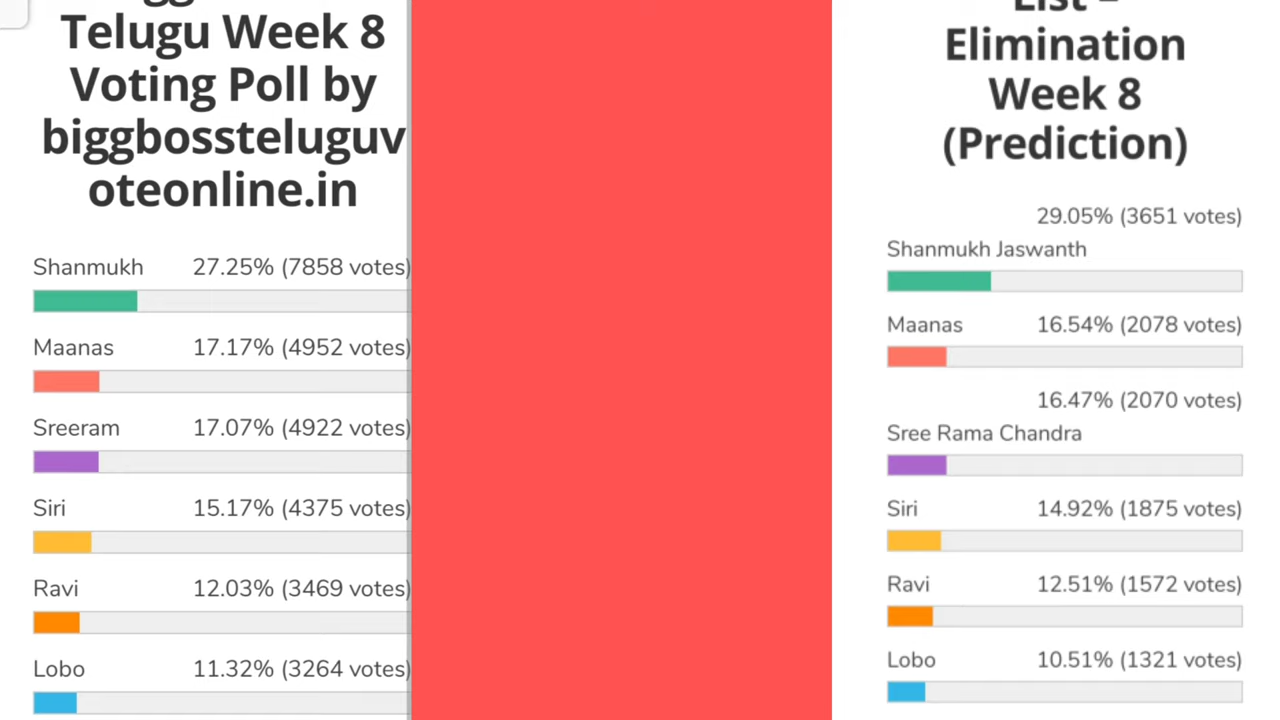 Telugu Week 8
Voting Poll by
biggbossteluguv
oteonline.in
Shanmukh 27.25% (7858 votes)
Maanas 17.17% (4952 votes)
Sreeram 17.07% (4922 votes)
Siri 15.17% (4375 votes)
Ravi 12.03% (3469 votes)
Lobo 11.32% (3264 votes)
List –
Elimination
Week 8
(Prediction)
29.05% (3651 votes)
Shanmukh Jaswanth
Maanas 16.54% (2078 votes)
16.47% (2070 votes)
Sree Rama Chandra
Siri 14.92% (1875 votes)
Ravi 12.51% (1572 votes)
Lobo 10.51% (1321 votes)